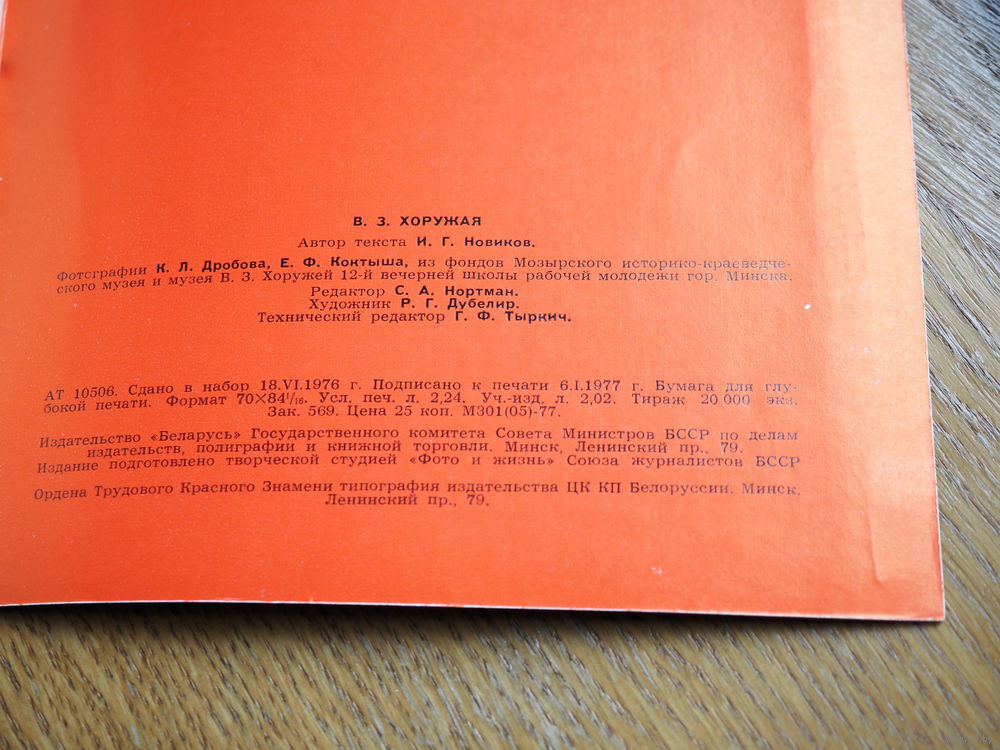 В. З. ХОРУЖАЯ
Автор текста И. Г. Новиков.
Фотографии К. Л. Дробова, Е. Ф. Коктыша, из фондов Мозырского историко-краеведче-
ского музея и музея В. З. Хоружей 12-й вечерней школы рабочей молодежи гор. Минска.
Редактор С. А. Нортман.
Художник Р. Г. Дубелир.
Технический редактор Г. Ф. Тыркич.
АТ 10506. Сдано в набор 18.VI.1976 г. Подписано к печати 6.I.1977 г. Бумага для глу-
бокой печати. Формат 70×84¹/₁₆. Усл. печ. л. 2,24. Уч.-изд. л. 2,02. Тираж 20 000 экз.
Зак. 569. Цена 25 коп. М301(05)-77.
Издательство «Беларусь» Государственного комитета Совета Министров БССР по делам
издательств, полиграфии и книжной торговли. Минск, Ленинский пр., 79.
Издание подготовлено творческой студией «Фото и жизнь» Союза журналистов БССР
Ордена Трудового Красного Знамени типография издательства ЦК КП Белоруссии. Минск,
Ленинский пр., 79.